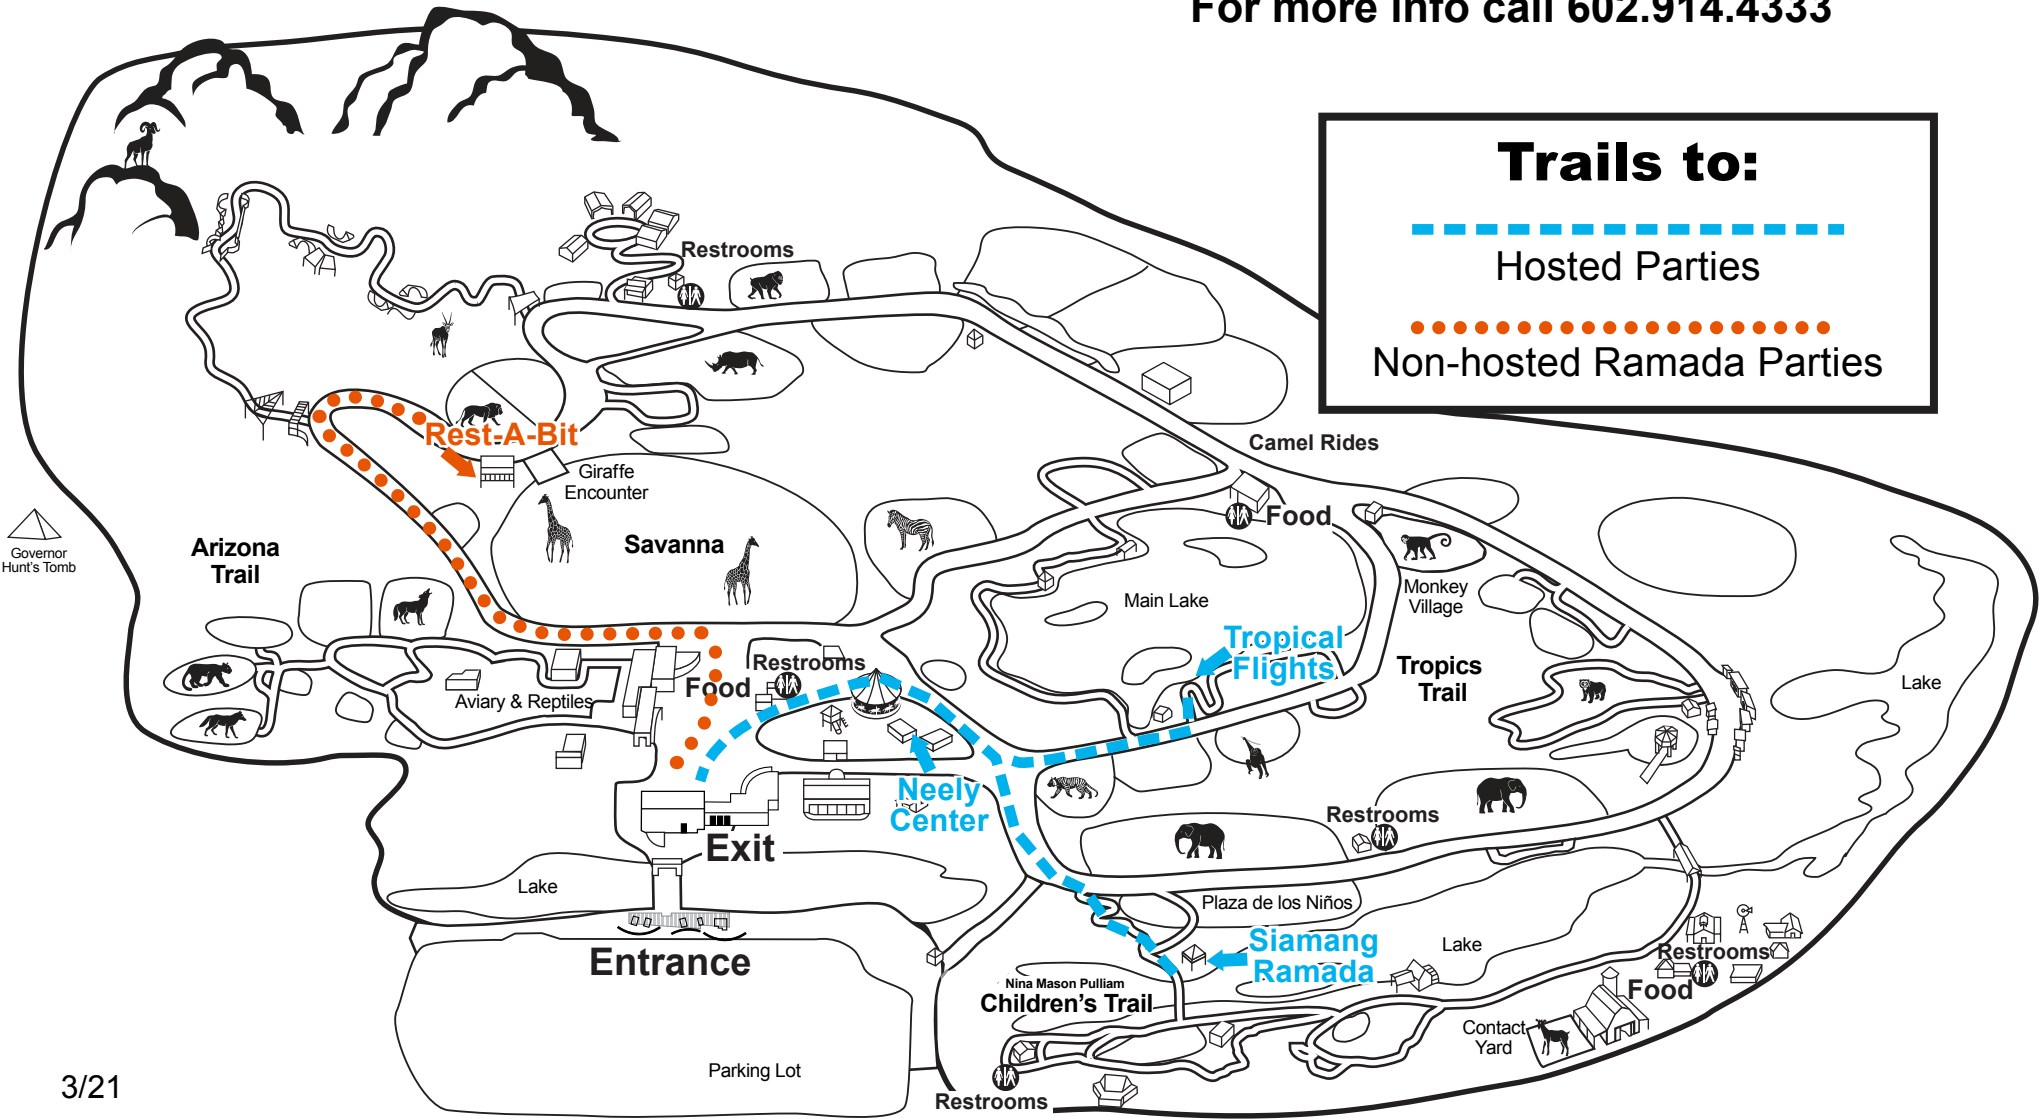 For more info call 602.914.4333
Trails to:
Hosted Parties
Non-hosted Ramada Parties
Restrooms
Camel Rides
Rest-A-Bit
Giraffe
Encounter
Food
Governor
Hunt's Tomb
Arizona
Trail
Savanna
Monkey
Village
Main Lake
Tropical
Flights
Tropics
Trail
Lake
Restrooms
Food
Aviary & Reptiles
Neely
Center
Restrooms
Exit
Lake
Plaza de los Niños
Entrance
Siamang
Ramada
Lake
Restrooms
Food
Nina Mason Pulliam
Children's Trail
Contact
Yard
Parking Lot
3/21
Restrooms